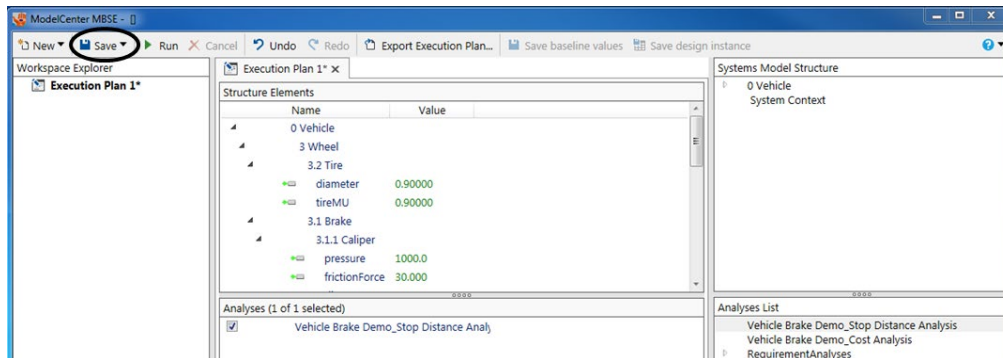 ModelCenter MBSE - []
New Save Run Cancel Undo Redo Export Execution Plan... Save baseline values Save design instance
Workspace Explorer
Execution Plan 1*
Execution Plan 1*
Structure Elements
Name Value
0 Vehicle
3 Wheel
3.2 Tire
diameter 0.90000
tireMU 0.90000
3.1 Brake
3.1.1 Caliper
pressure 1000.0
frictionForce 30.000
Analyses (1 of 1 selected)
Vehicle Brake Demo_Stop Distance Analy
Systems Model Structure
0 Vehicle
System Context
Analyses List
Vehicle Brake Demo_Stop Distance Analysis
Vehicle Brake Demo_Cost Analysis
RequirementAnalyses